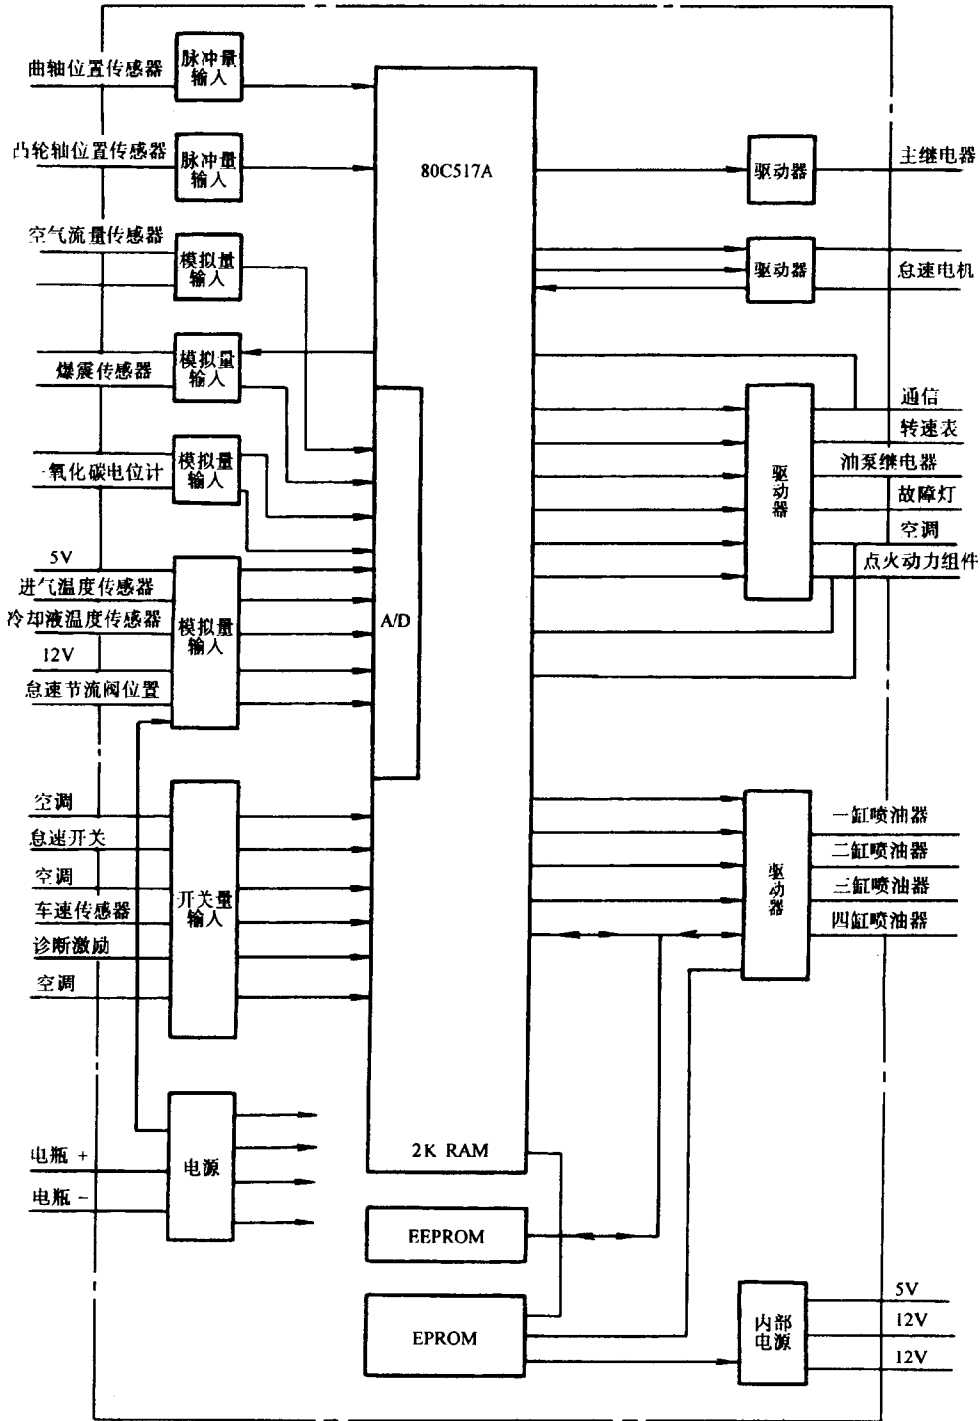 曲轴位置传感器
脉冲量
输入
凸轮轴位置传感器
脉冲量
输入
空气流量传感器
模拟量
输入
爆震传感器
模拟量
输入
一氧化碳电位计
模拟量
输入
5V
进气温度传感器
冷却液温度传感器
12V
怠速节流阀位置
模拟量
输入
空调
怠速开关
空调
车速传感器
诊断激励
空调
开关量
输入
电瓶 +
电瓶 -
电源
80C517A
A/D
2K RAM
EEPROM
EPROM
驱动器
主继电器
驱动器
怠速电机
驱动器
通信
转速表
油泵继电器
故障灯
空调
点火动力组件
驱动器
一缸喷油器
二缸喷油器
三缸喷油器
四缸喷油器
内部
电源
5V
12V
12V